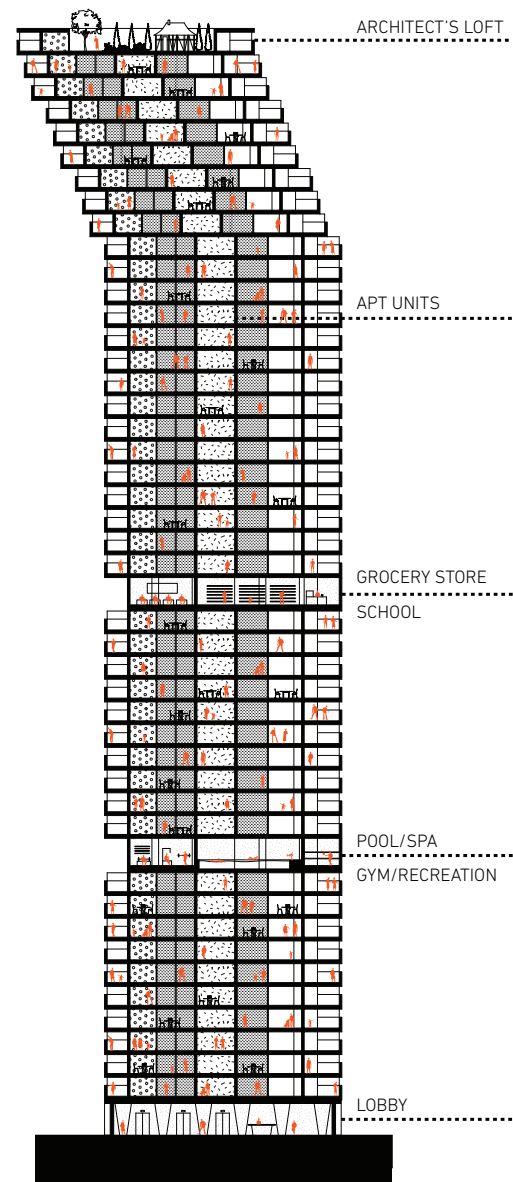 ARCHITECT'S LOFT
APT UNITS
GROCERY STORE
SCHOOL
POOL/SPA
GYM/RECREATION
LOBBY